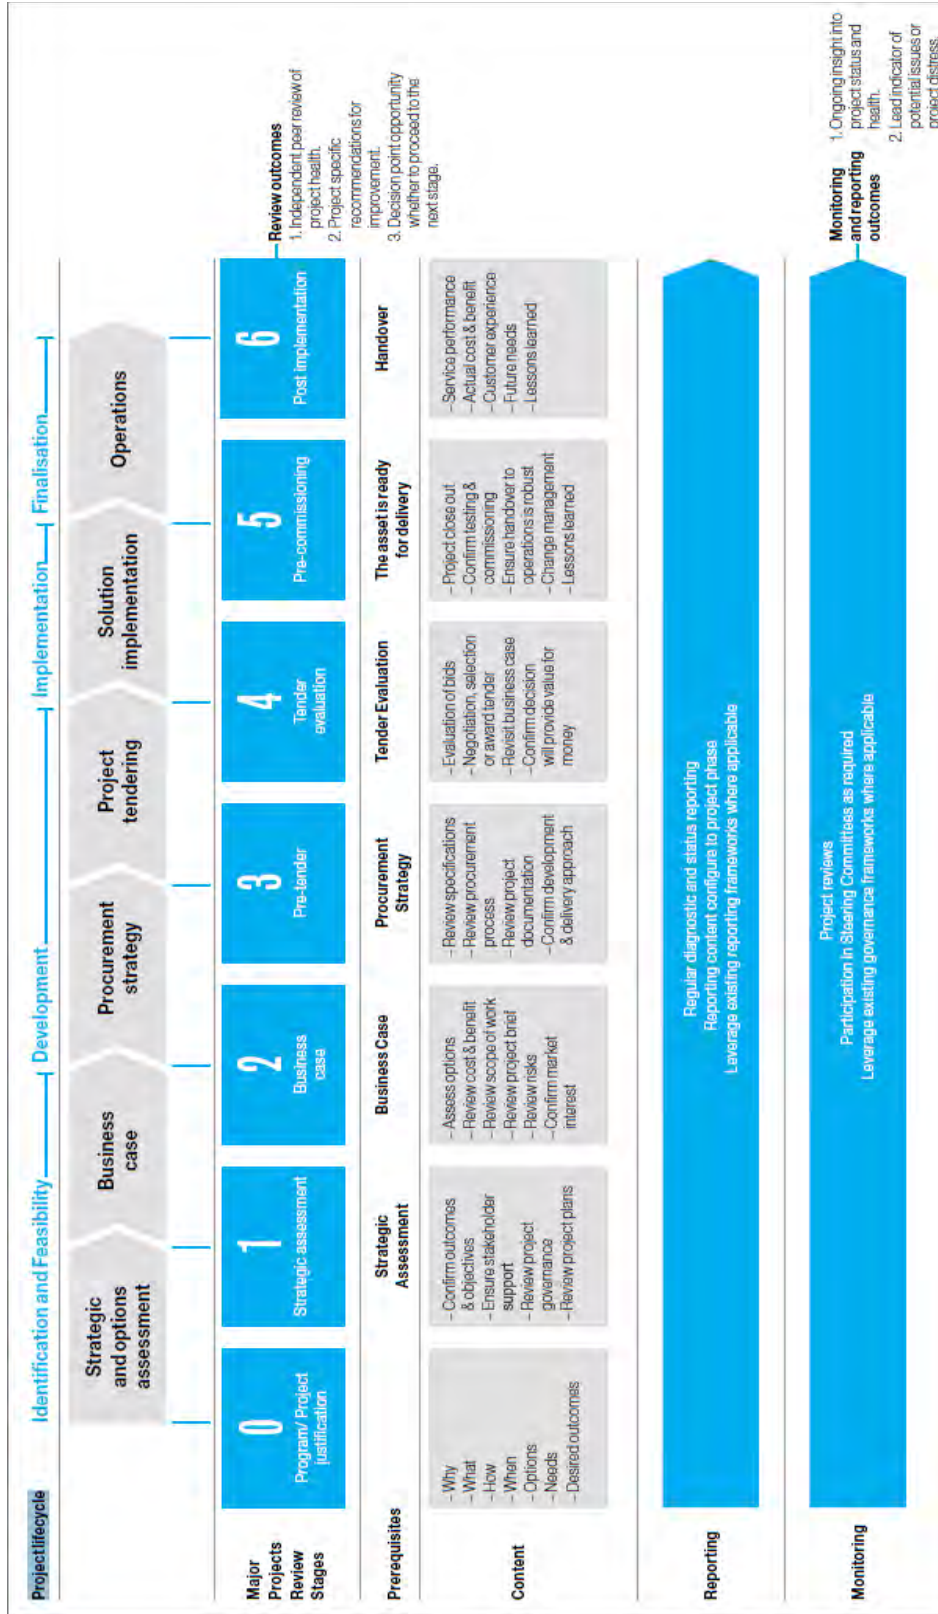 Project lifecycle
Identification and Feasibility
Development
Implementation
Finalisation
Strategic
and options
assessment
Business
case
Procurement
strategy
Project
tendering
Solution
implementation
Operations
Major
Projects
Review
Stages
0
Program/ Project
justification
1
Strategic assessment
2
Business
case
3
Pre-tender
4
Tender
evaluation
5
Pre-commissioning
6
Post implementation
Review outcomes
1. Independent peer review of
project health.
2. Project specific
recommendations for
improvement.
3. Decision point opportunity
whether to proceed to the
next stage.
Prerequisites
Strategic
Assessment
Business Case
Procurement
Strategy
Tender Evaluation
The asset is ready
for delivery
Handover
Content
– Why
– What
– How
– When
– Options
– Needs
– Desired outcomes
– Confirm outcomes
& objectives
– Ensure stakeholder
support
– Review project
governance
– Review project plans
– Assess options
– Review cost & benefit
– Review scope of work
– Review project brief
– Review risks
– Confirm market
interest
– Review specifications
– Review procurement
process
– Review project
documentation
– Confirm development
& delivery approach
– Evaluation of bids
– Negotiation, selection
or award tender
– Revisit business case
– Confirm decision
will provide value for
money
– Project close out
– Confirm testing &
commissioning
– Ensure handover to
operations is robust
– Change management
– Lessons learned
– Service performance
– Actual cost & benefit
– Customer experience
– Future needs
– Lessons learned
Reporting
Regular diagnostic and status reporting
Reporting content configure to project phase
Leverage existing reporting frameworks where applicable
Monitoring
Project reviews
Participation in Steering Committees as required
Leverage existing governance frameworks where applicable
Monitoring
and reporting
outcomes
1. Ongoing insight into
project status and
health.
2. Lead indicator of
potential issues or
project distress.